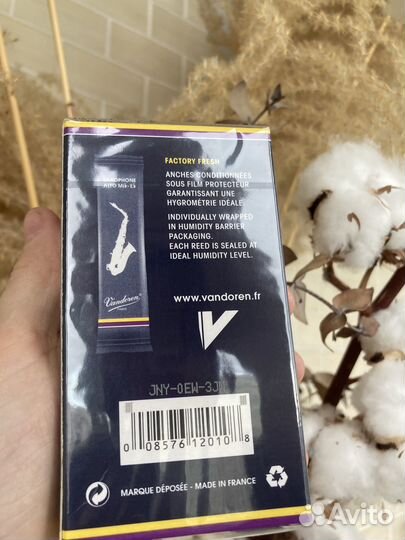 FACTORY FRESH
SAXOPHONE
ALTO Mib-Eb
ANCHES CONDITIONNÉES
SOUS FILM PROTECTEUR
GARANTISSANT UNE
HYGROMÉTRIE IDÉALE.
INDIVIDUALLY WRAPPED
IN HUMIDITY BARRIER
PACKAGING.
EACH REED IS SEALED AT
IDEAL HUMIDITY LEVEL.
Vandoren
PARIS
www.vandoren.fr
V
0 08576 12010 8
MARQUE DÉPOSÉE - MADE IN FRANCE
Avito